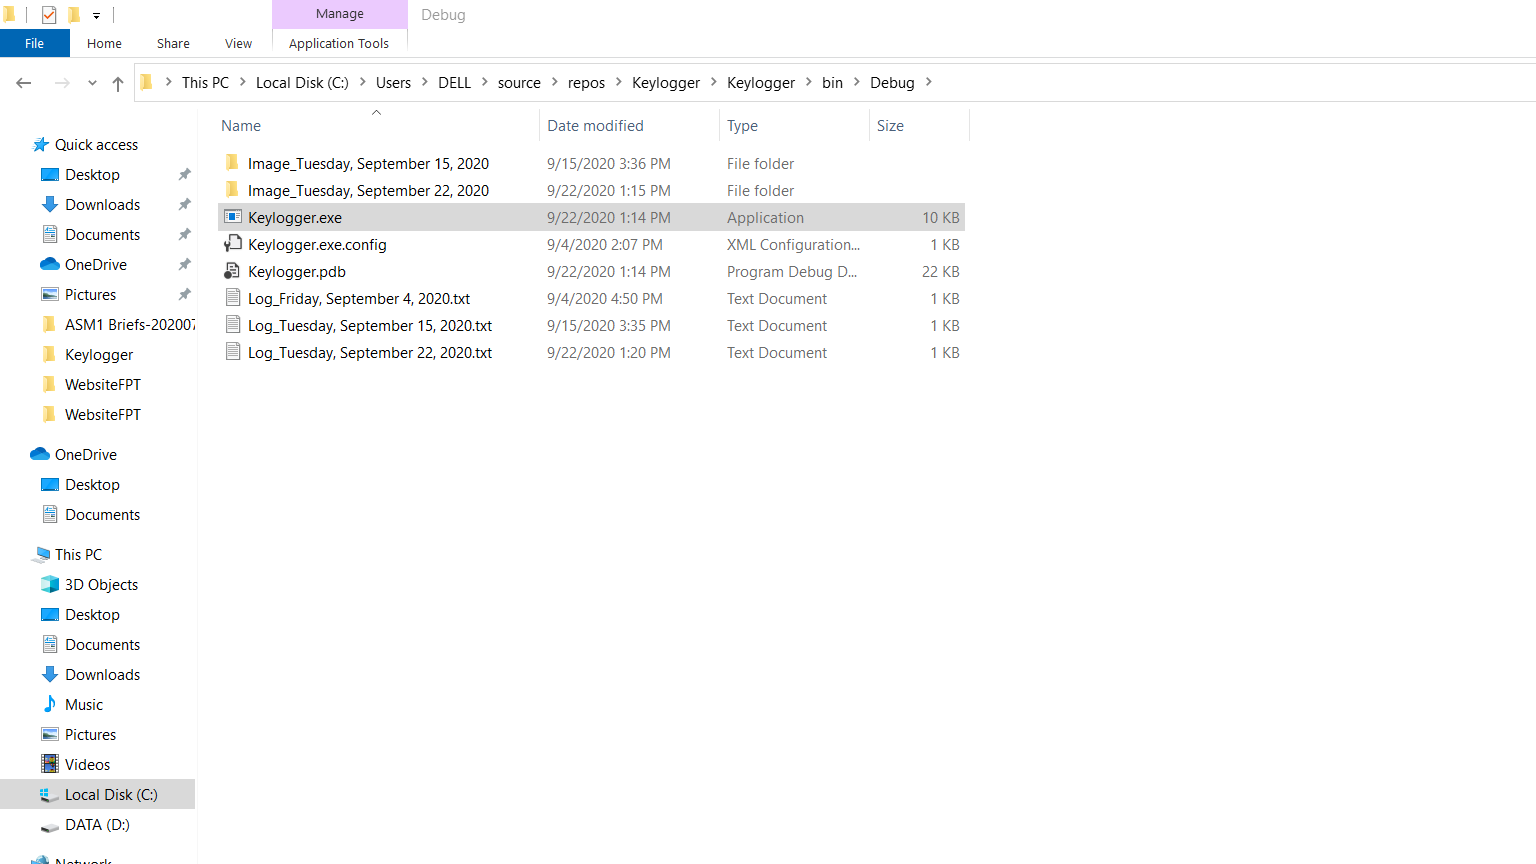 Manage
Debug
File
Home
Share
View
Application Tools
This PC > Local Disk (C:) > Users > DELL > source > repos > Keylogger > Keylogger > bin > Debug >
Name
Date modified
Type
Size
Image_Tuesday, September 15, 2020 9/15/2020 3:36 PM File folder
Image_Tuesday, September 22, 2020 9/22/2020 1:15 PM File folder
Keylogger.exe 9/22/2020 1:14 PM Application 10 KB
Keylogger.exe.config 9/4/2020 2:07 PM XML Configuration... 1 KB
Keylogger.pdb 9/22/2020 1:14 PM Program Debug D... 22 KB
Log_Friday, September 4, 2020.txt 9/4/2020 4:50 PM Text Document 1 KB
Log_Tuesday, September 15, 2020.txt 9/15/2020 3:35 PM Text Document 1 KB
Log_Tuesday, September 22, 2020.txt 9/22/2020 1:20 PM Text Document 1 KB
Quick access
Desktop
Downloads
Documents
OneDrive
Pictures
ASM1 Briefs-202007
Keylogger
WebsiteFPT
WebsiteFPT
OneDrive
Desktop
Documents
This PC
3D Objects
Desktop
Documents
Downloads
Music
Pictures
Videos
Local Disk (C:)
DATA (D:)
Network